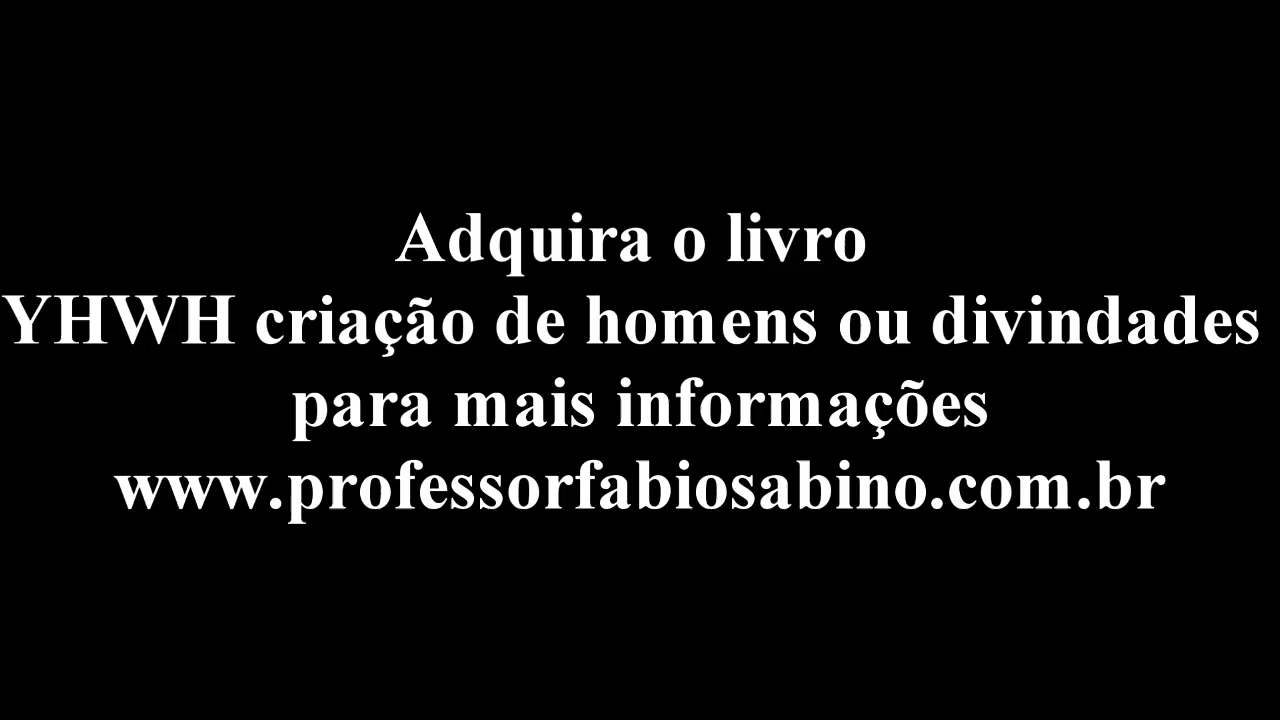 Adquira o livro
YHWH criação de homens ou divindades
para mais informações
www.professorfabiosabino.com.br